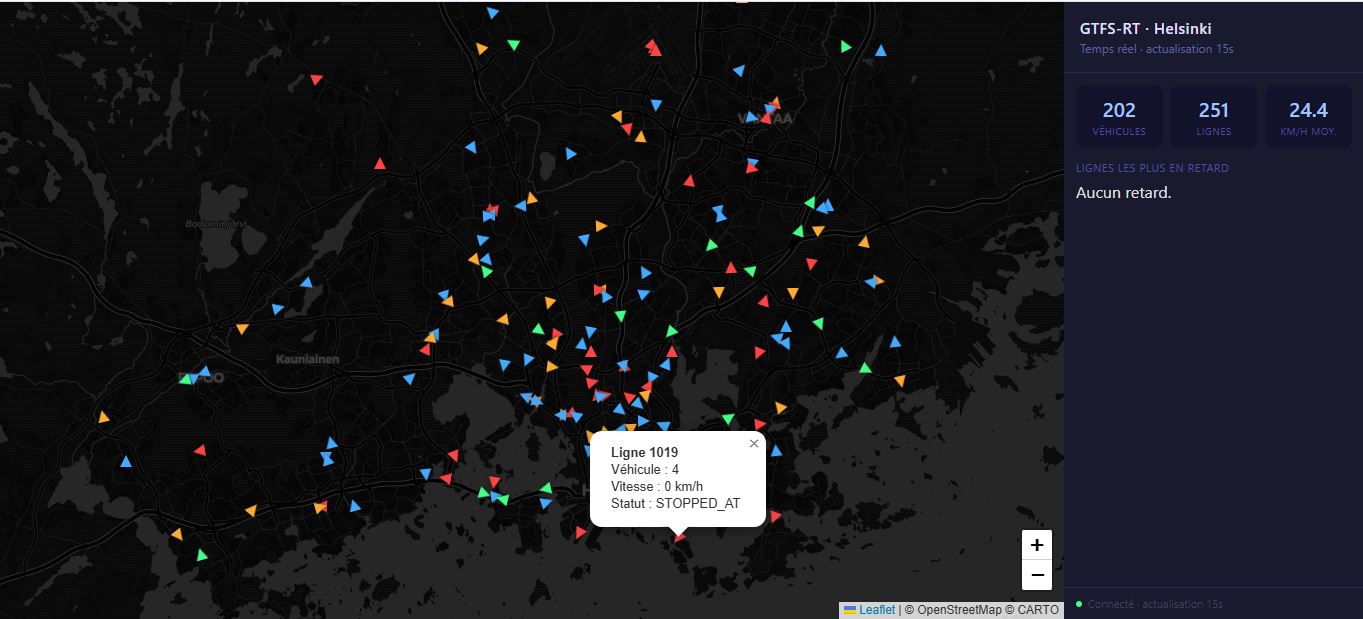 GTFS-RT · Helsinki
Temps réel · actualisation 15s
202
VÉHICULES
251
LIGNES
24.4
KM/H MOY.
LIGNES LES PLUS EN RETARD
Aucun retard.
Bodominjärvi
Kauniainen
Ligne 1019
×
Véhicule : 4
Vitesse : 0 km/h
Statut : STOPPED_AT
+
−
Leaflet | © OpenStreetMap © CARTO
Connecté · actualisation 15s